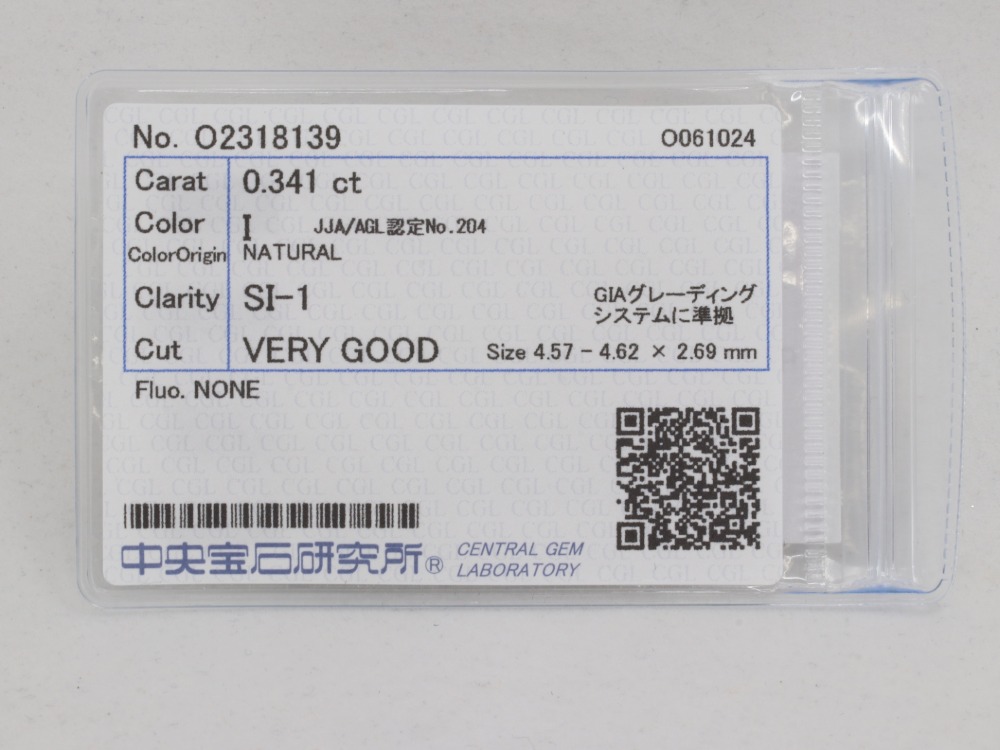 No. O2318139 O061024
Carat 0.341 ct
Color I JJA/AGL認定No.204
ColorOrigin NATURAL
Clarity SI-1 GIAグレーディング
システムに準拠
Cut VERY GOOD Size 4.57 - 4.62 × 2.69 mm
Fluo. NONE
中央宝石研究所® CENTRAL GEM
LABORATORY